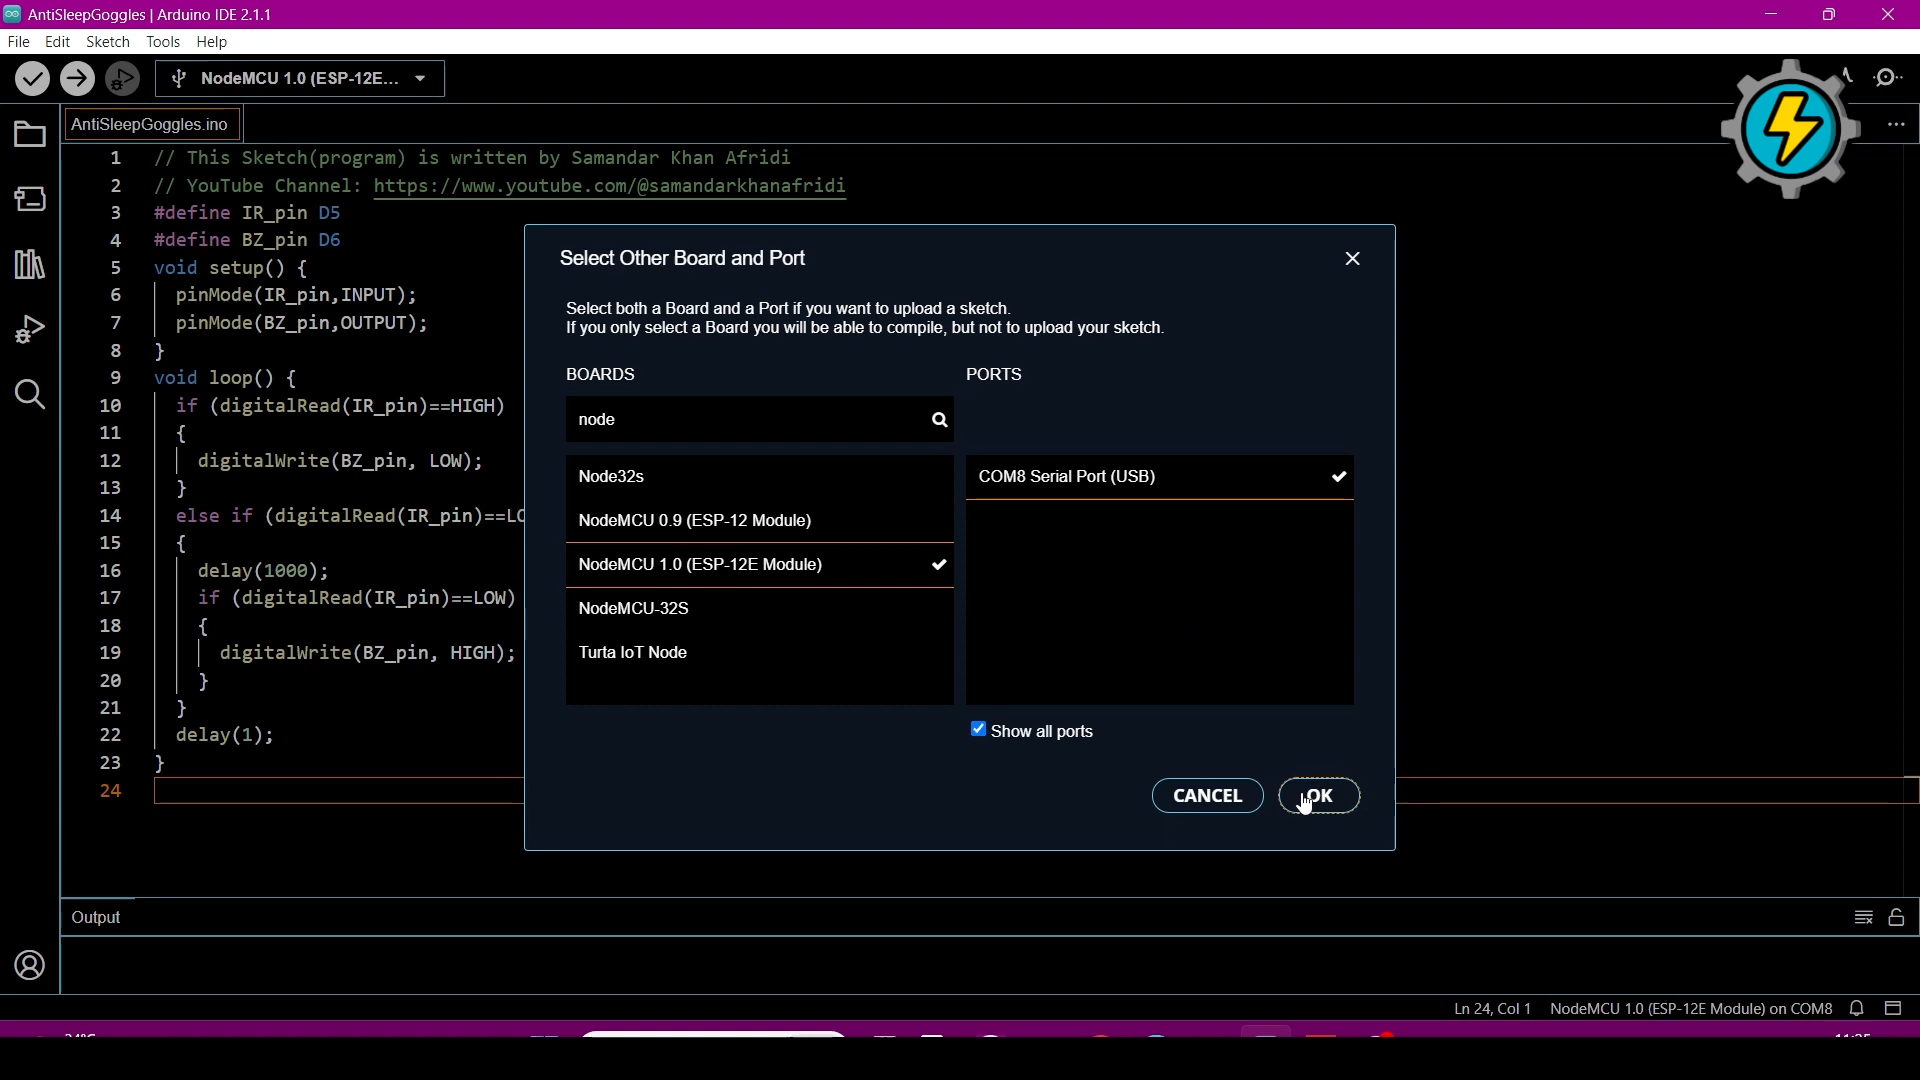 AntiSleepGoggles | Arduino IDE 2.1.1
File Edit Sketch Tools Help
NodeMCU 1.0 (ESP-12E...
AntiSleepGoggles.ino
1 // This Sketch(program) is written by Samandar Khan Afridi
2 // YouTube Channel: https://www.youtube.com/@samandarkhanafridi
3 #define IR_pin D5
4 #define BZ_pin D6
5 void setup() {
6 pinMode(IR_pin,INPUT);
7 pinMode(BZ_pin,OUTPUT);
8 }
9 void loop() {
10 if (digitalRead(IR_pin)==HIGH)
11 {
12 digitalWrite(BZ_pin, LOW);
13 }
14 else if (digitalRead(IR_pin)==LO
15 {
16 delay(1000);
17 if (digitalRead(IR_pin)==LOW)
18 {
19 digitalWrite(BZ_pin, HIGH);
20 }
21 }
22 delay(1);
23 }
24
Select Other Board and Port
Select both a Board and a Port if you want to upload a sketch.
If you only select a Board you will be able to compile, but not to upload your sketch.
BOARDS
PORTS
node
Node32s
NodeMCU 0.9 (ESP-12 Module)
NodeMCU 1.0 (ESP-12E Module)
NodeMCU-32S
Turta IoT Node
COM8 Serial Port (USB)
Show all ports
CANCEL
OK
Output
Ln 24, Col 1 NodeMCU 1.0 (ESP-12E Module) on COM8